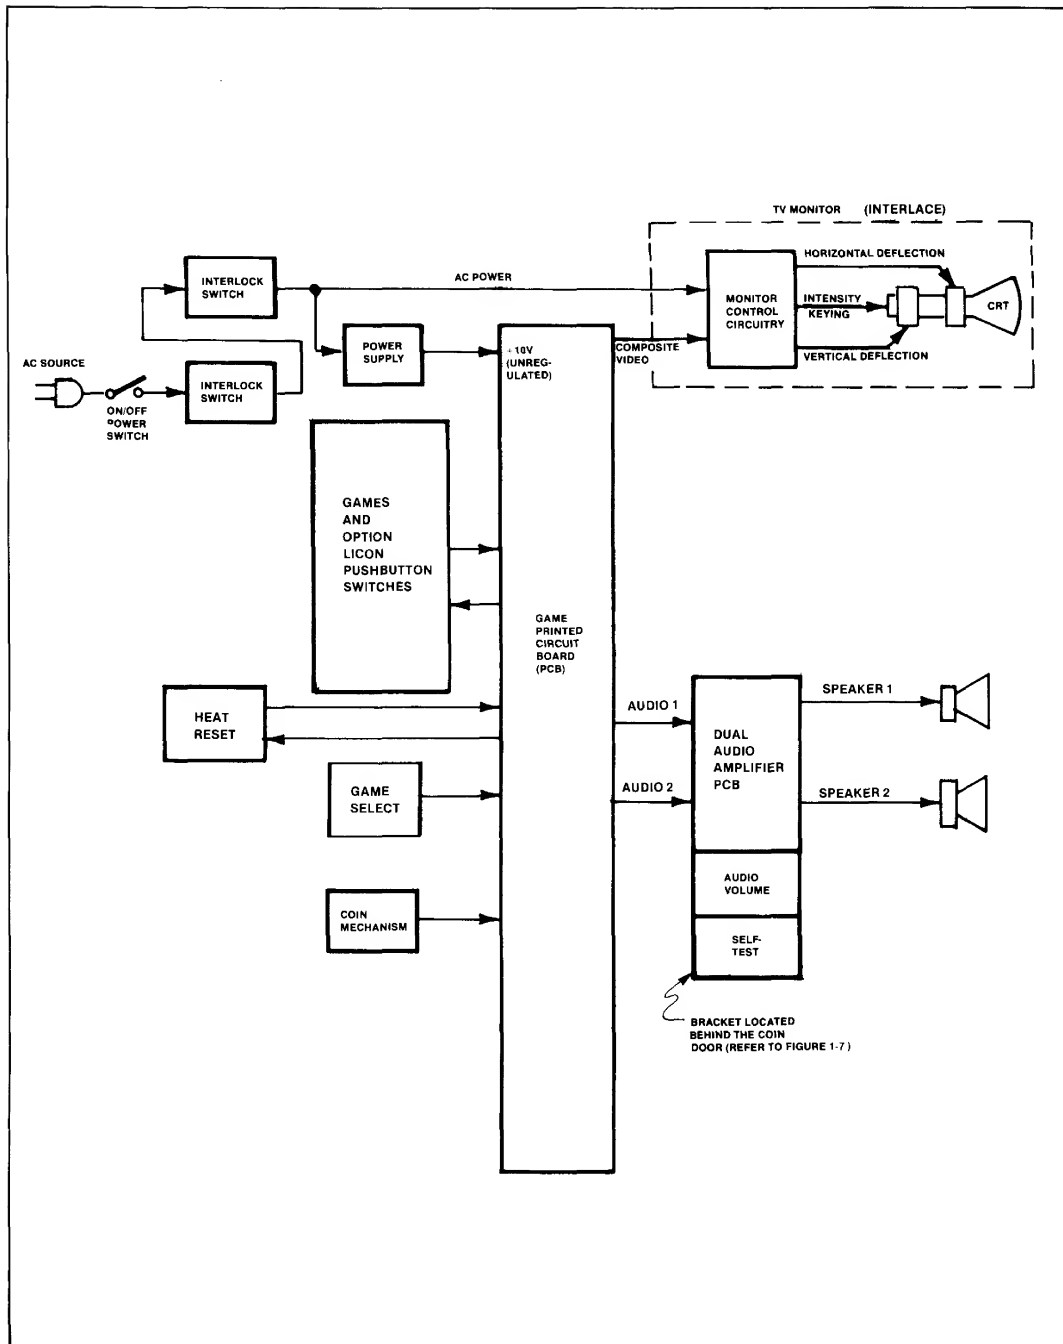 TV MONITOR (INTERLACE)
HORIZONTAL DEFLECTION
INTERLOCK
SWITCH
AC POWER
MONITOR
CONTROL
CIRCUITRY
INTENSITY
KEYING
CRT
VERTICAL DEFLECTION
POWER
SUPPLY
+10V
(UNREG-
ULATED)
COMPOSITE
VIDEO
AC SOURCE
INTERLOCK
SWITCH
ON/OFF
POWER
SWITCH
GAMES
AND
OPTION
LICON
PUSHBUTTON
SWITCHES
GAME
PRINTED
CIRCUIT
BOARD
(PCB)
HEAT
RESET
AUDIO 1
DUAL
AUDIO
AMPLIFIER
PCB
SPEAKER 1
GAME
SELECT
AUDIO 2
SPEAKER 2
AUDIO
VOLUME
COIN
MECHANISM
SELF-
TEST
BRACKET LOCATED
BEHIND THE COIN
DOOR (REFER TO FIGURE 1-7)